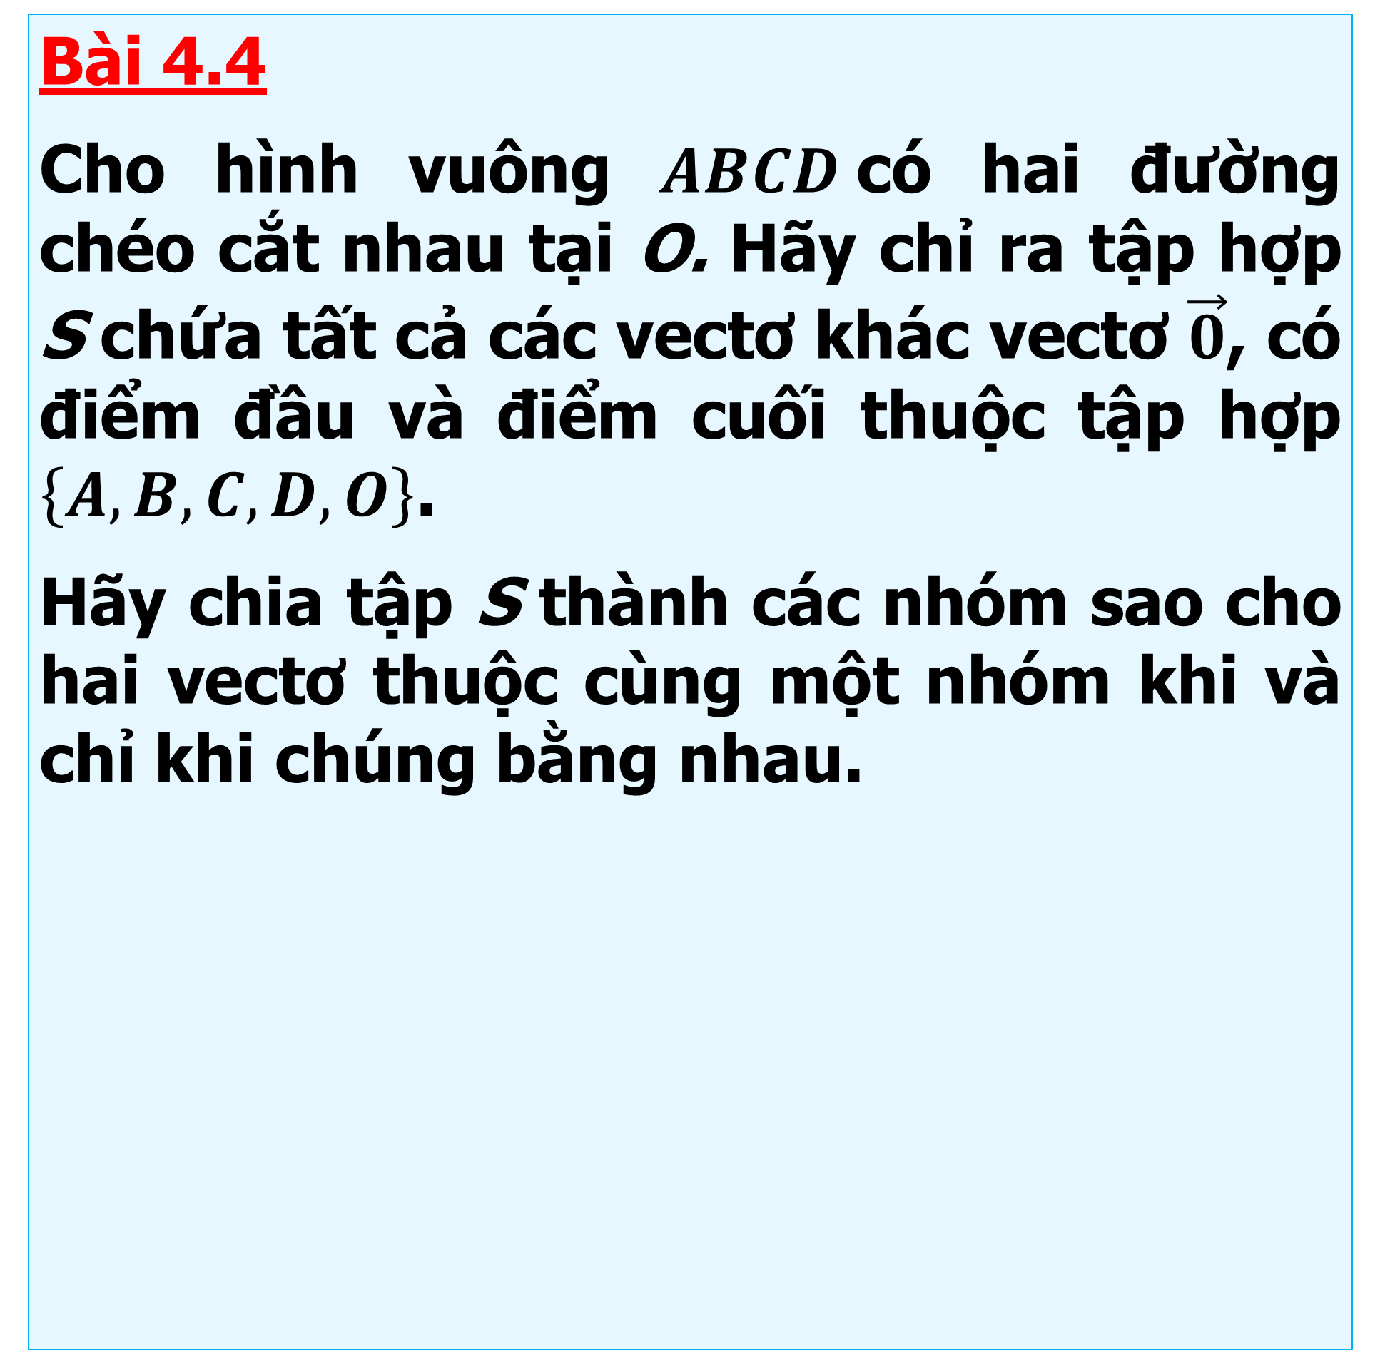 Bài 4.4
Cho hình vuông ABCD có hai đường
chéo cắt nhau tại O. Hãy chỉ ra tập hợp
S chứa tất cả các vectơ khác vectơ \overrightarrow{0}, có
điểm đầu và điểm cuối thuộc tập hợp
{A, B, C, D, O}.
Hãy chia tập S thành các nhóm sao cho
hai vectơ thuộc cùng một nhóm khi và
chỉ khi chúng bằng nhau.